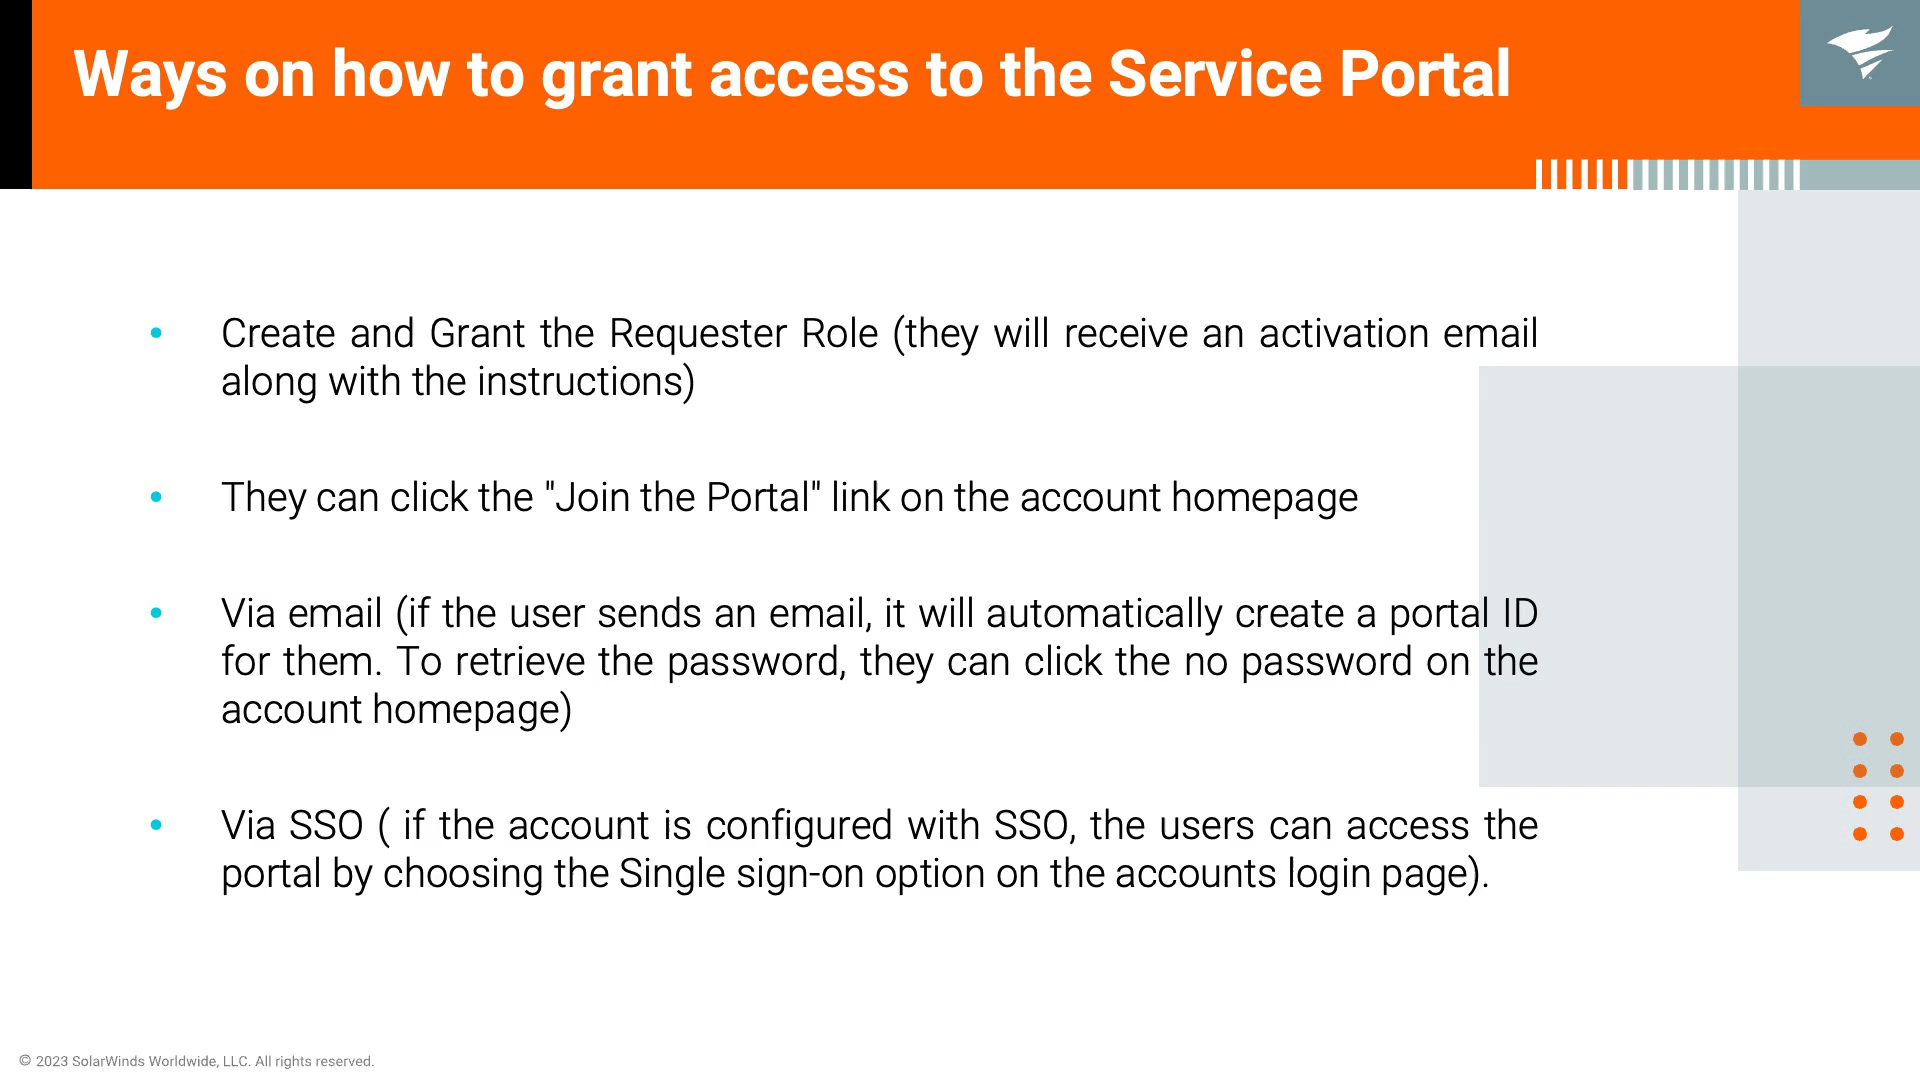 Ways on how to grant access to the Service Portal
• Create and Grant the Requester Role (they will receive an activation email
along with the instructions)
• They can click the "Join the Portal" link on the account homepage
• Via email (if the user sends an email, it will automatically create a portal ID
for them. To retrieve the password, they can click the no password on the
account homepage)
• Via SSO ( if the account is configured with SSO, the users can access the
portal by choosing the Single sign-on option on the accounts login page).
© 2023 SolarWinds Worldwide, LLC. All rights reserved.